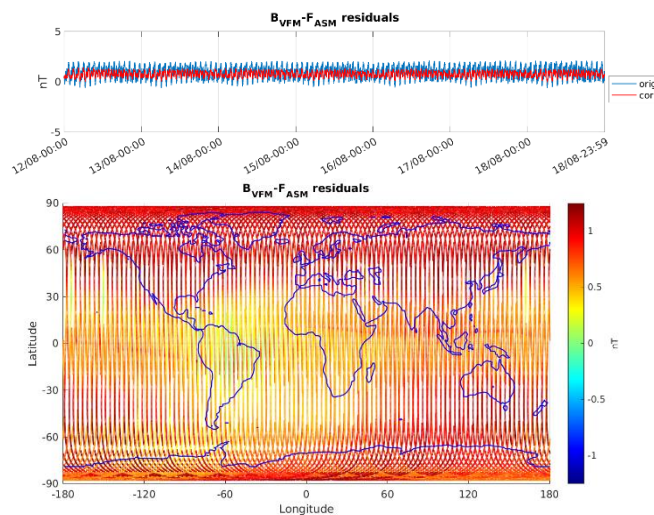 B_VFM-F_ASM residuals
5
0
-5
nT
orig
cor
12/08-00:00 13/08-00:00 14/08-00:00 15/08-00:00 16/08-00:00 17/08-00:00 18/08-00:00 18/08-23:59
B_VFM-F_ASM residuals
90
60
30
0
-30
-60
-90
Latitude
-180 -120 -60 0 60 120 180
Longitude
1
0.5
0
-0.5
-1
nT